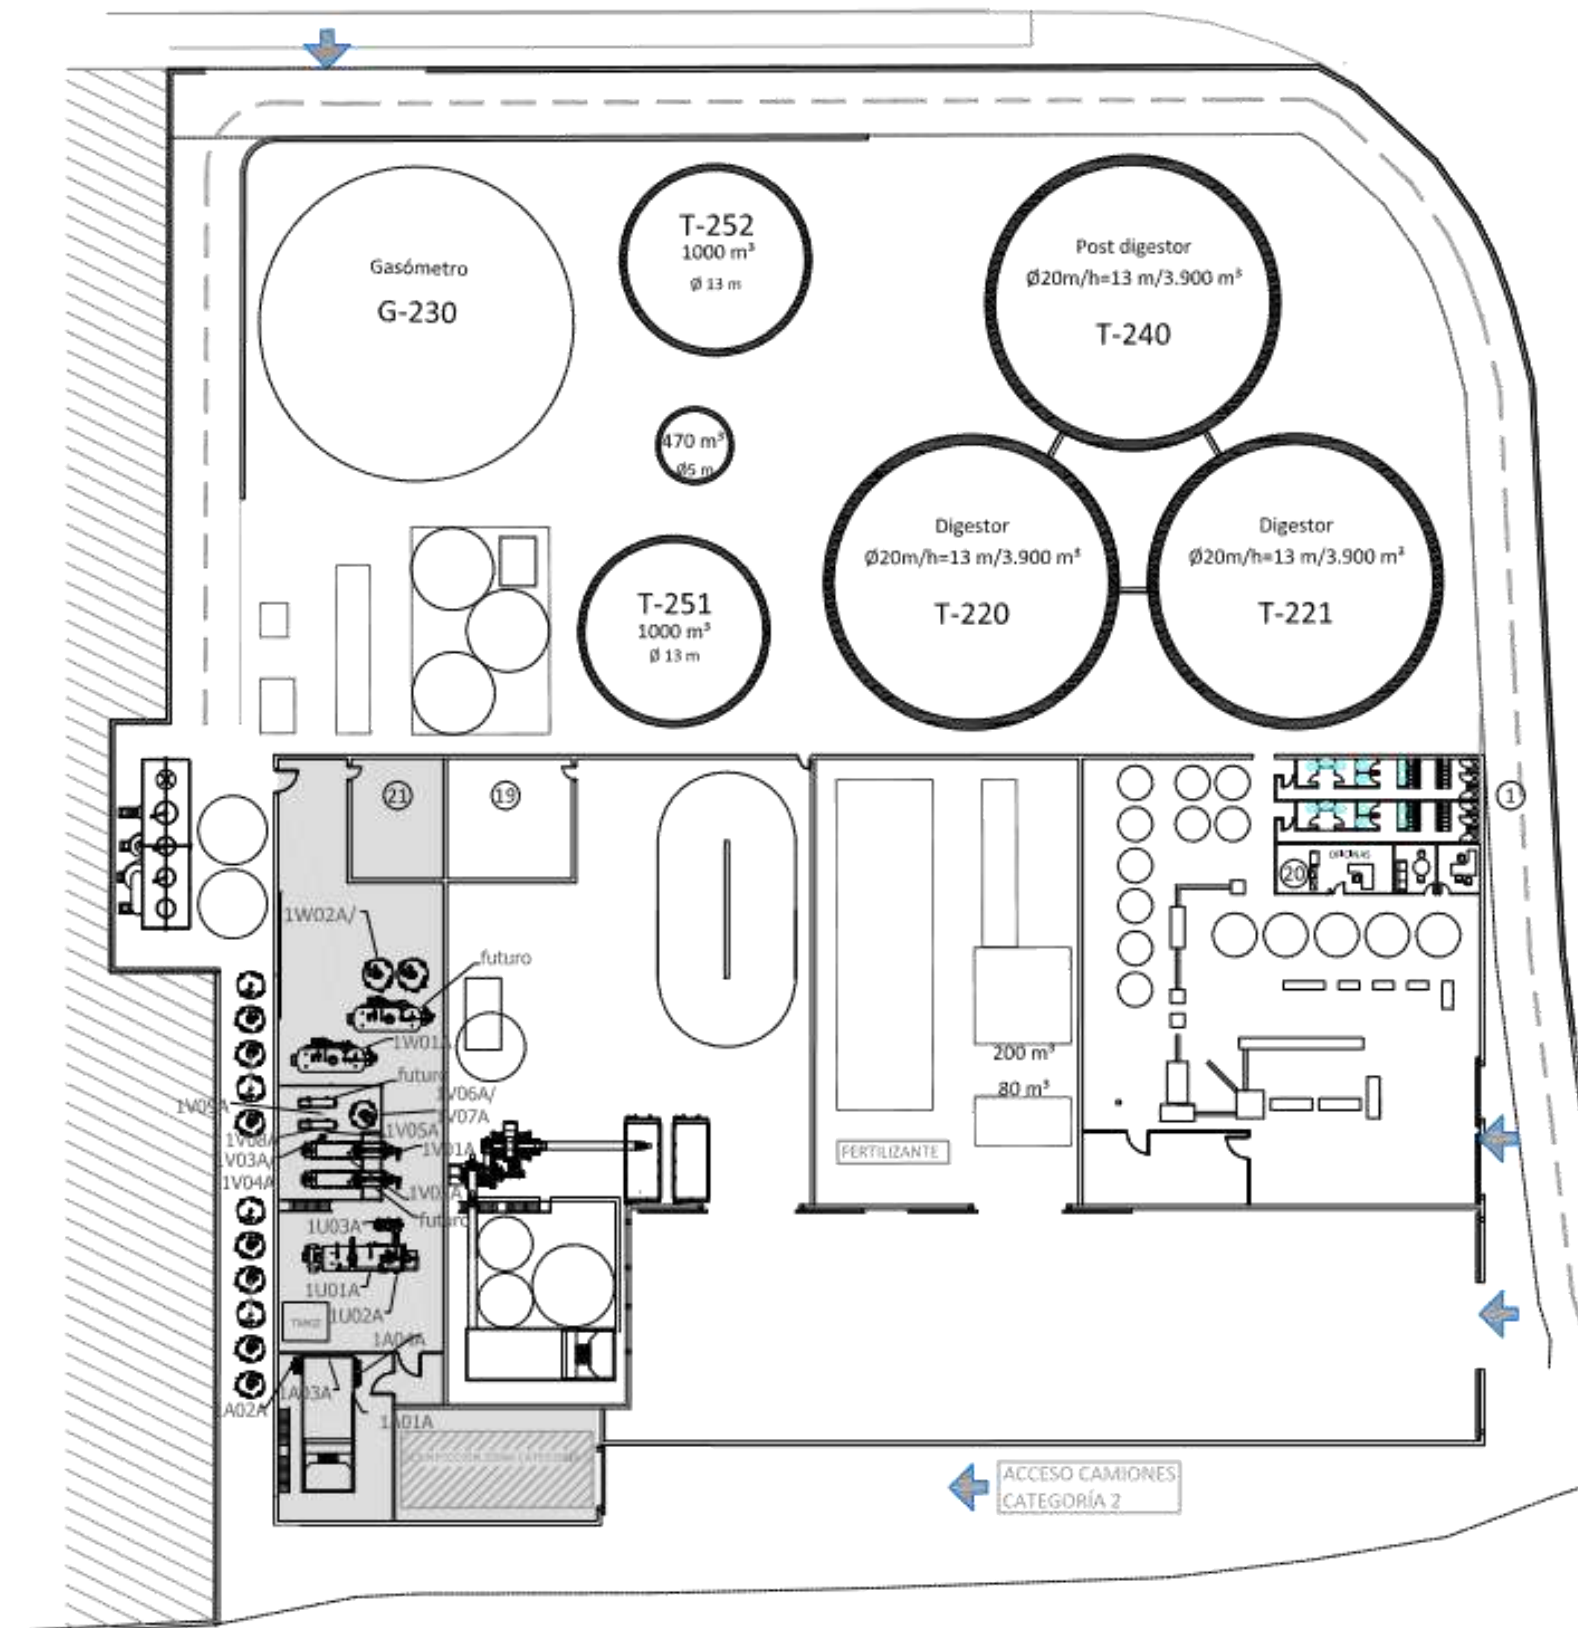 T-252
1000 m³
Ø 13 m
Post digestor
Ø20m/h=13 m/3.900 m³
T-240
Gasómetro
G-230
470 m³
Ø5 m
Digestor
Ø20m/h=13 m/3.900 m³
T-220
Digestor
Ø20m/h=13 m/3.900 m³
T-221
T-251
1000 m³
Ø 13 m
21
19
1
20
OFICINAS
1W02A/
futuro
1W01A
200 m³
80 m³
futuro
1V06A/
1V07A
1V09A
1V05A
1V08A
1V01A
1V03A/
1V04A
FERTILIZANTE
futuro
1U03A
1U01A
1U02A
1A04A
1A03A
1A02A
1A01A
ACCESO CAMIONES
CATEGORÍA 2